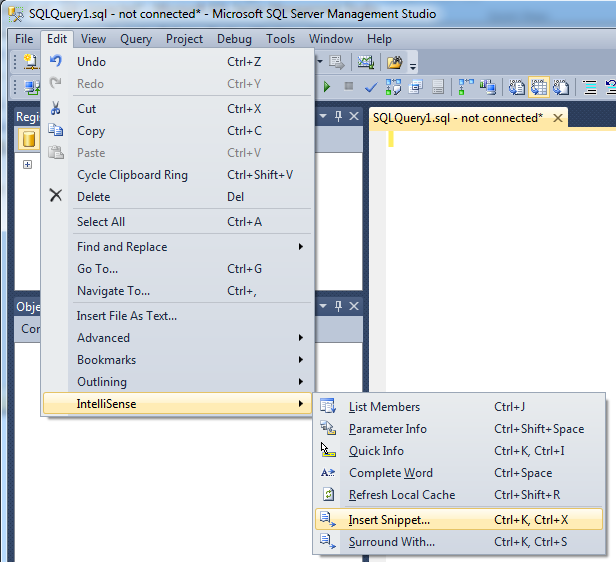 SQLQuery1.sql - not connected* - Microsoft SQL Server Management Studio
File Edit View Query Project Debug Tools Window Help
Undo Ctrl+Z
Redo Ctrl+Y
Cut Ctrl+X
Copy Ctrl+C
Paste Ctrl+V
Cycle Clipboard Ring Ctrl+Shift+V
Delete Del
Select All Ctrl+A
Find and Replace
Go To... Ctrl+G
Navigate To... Ctrl+,
Insert File As Text...
Advanced
Bookmarks
Outlining
IntelliSense
Regi
Obje
Con
SQLQuery1.sql - not connected*
List Members Ctrl+J
Parameter Info Ctrl+Shift+Space
Quick Info Ctrl+K, Ctrl+I
Complete Word Ctrl+Space
Refresh Local Cache Ctrl+Shift+R
Insert Snippet... Ctrl+K, Ctrl+X
Surround With... Ctrl+K, Ctrl+S